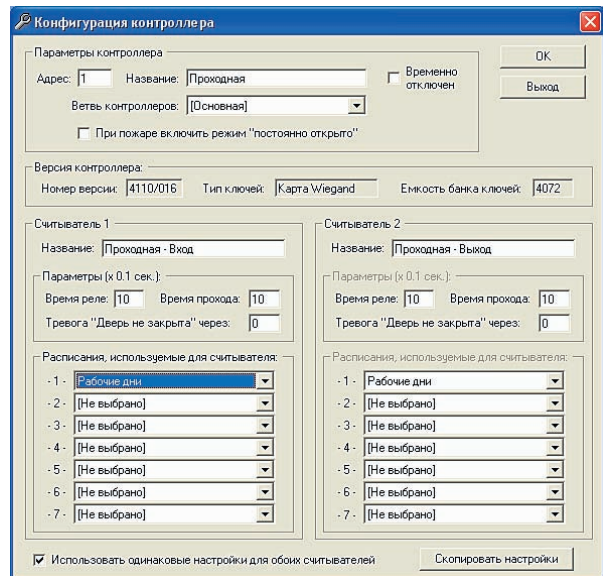 Конфигурация контроллера
Параметры контроллера
Адрес: 1 Название: Проходная
Временно отключен
OK
Ветвь контроллеров: [Основная]
Выход
При пожаре включить режим "постоянно открыто"
Версия контроллера:
Номер версии: 4110/016 Тип ключей: Карта Wiegand Емкость банка ключей: 4072
Считыватель 1
Название: Проходная - Вход
Параметры (x 0.1 сек.):
Время реле: 10 Время прохода: 10
Тревога "Дверь не закрыта" через: 0
Расписания, используемые для считывателя:
- 1 - Рабочие дни
- 2 - [Не выбрано]
- 3 - [Не выбрано]
- 4 - [Не выбрано]
- 5 - [Не выбрано]
- 6 - [Не выбрано]
- 7 - [Не выбрано]
Считыватель 2
Название: Проходная - Выход
Параметры (x 0.1 сек.):
Время реле: 10 Время прохода: 10
Тревога "Дверь не закрыта" через: 0
Расписания, используемые для считывателя:
- 1 - Рабочие дни
- 2 - [Не выбрано]
- 3 - [Не выбрано]
- 4 - [Не выбрано]
- 5 - [Не выбрано]
- 6 - [Не выбрано]
- 7 - [Не выбрано]
Использовать одинаковые настройки для обоих считывателей
Скопировать настройки